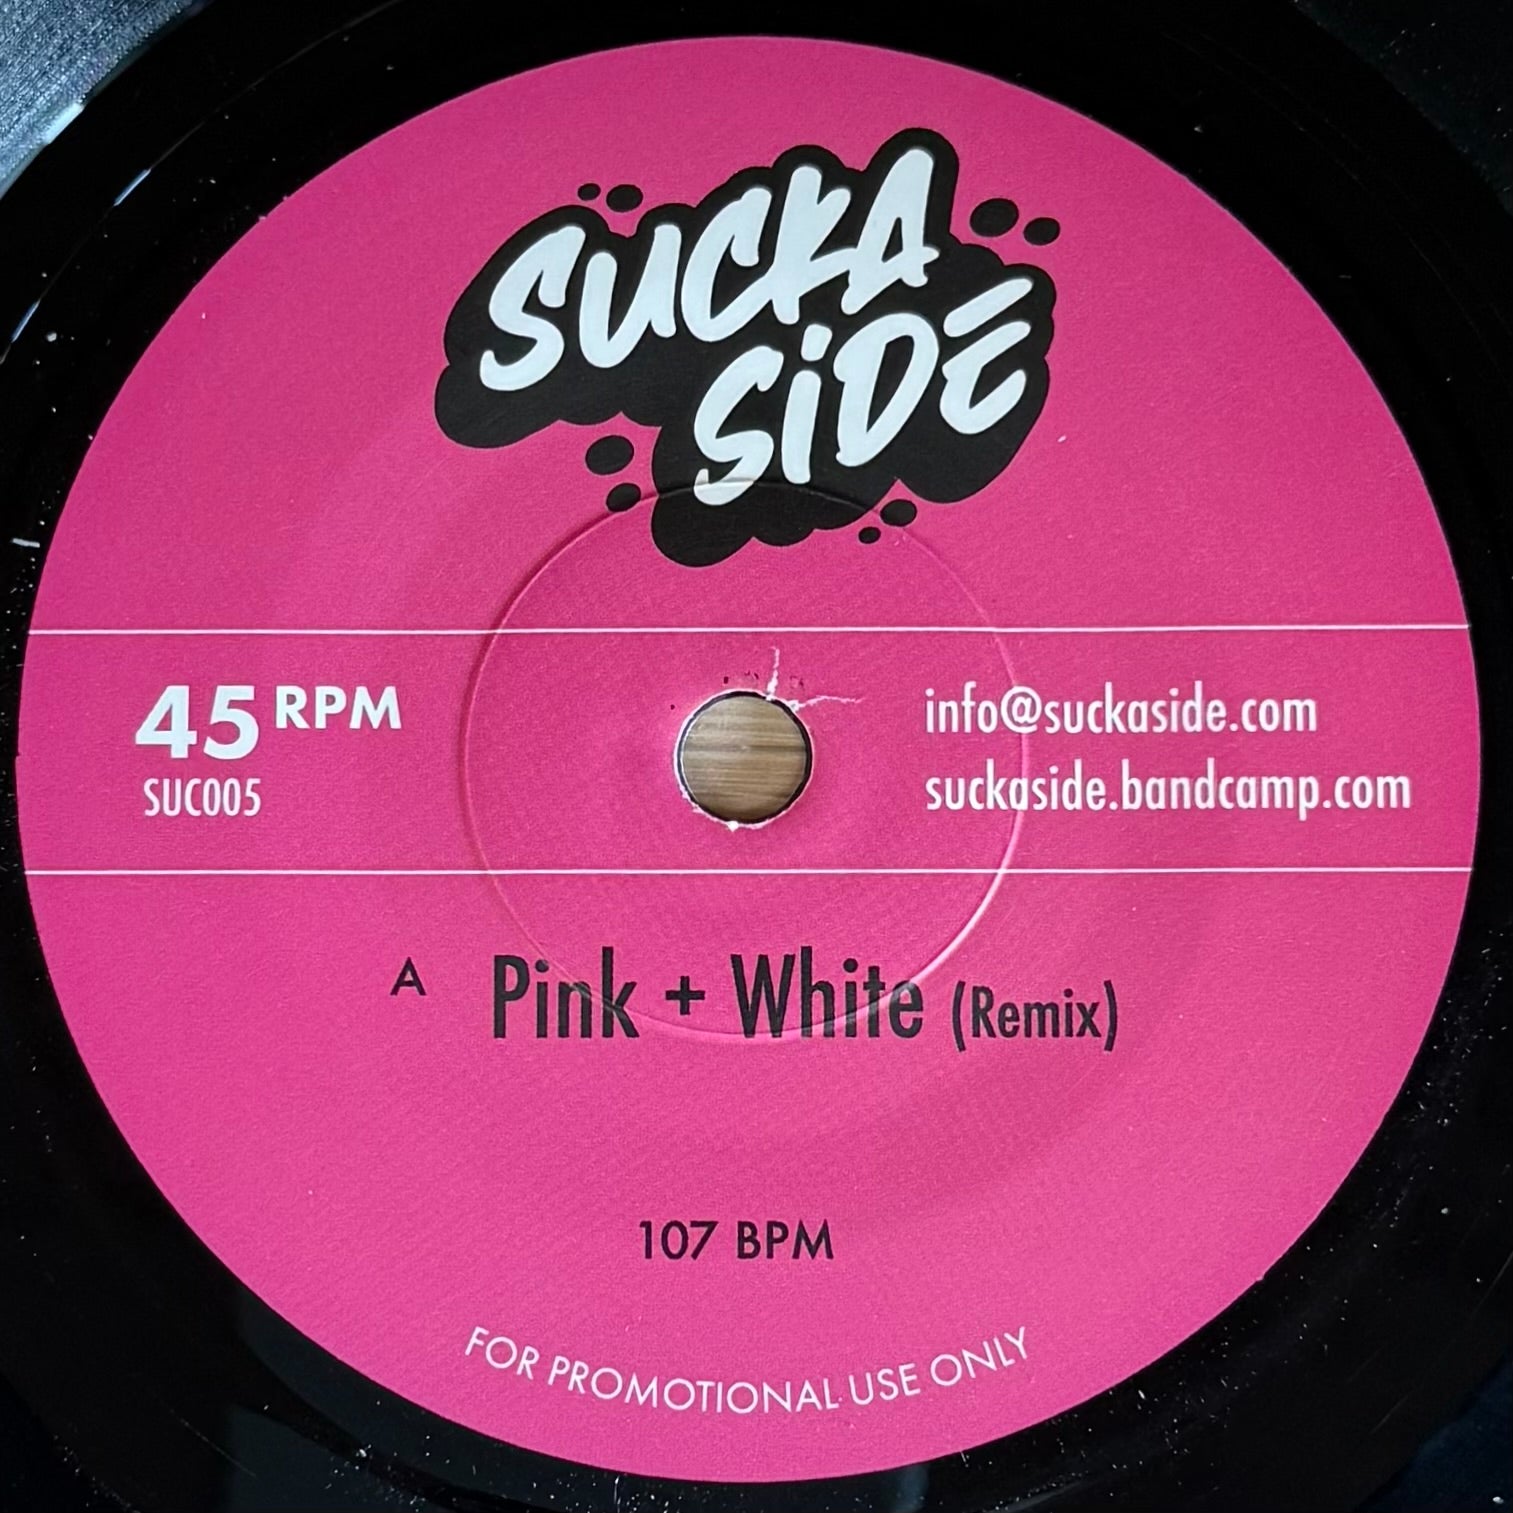 SUCKA
SIDE
45 RPM
SUC005
info@suckaside.com
suckaside.bandcamp.com
A Pink + White (Remix)
107 BPM
FOR PROMOTIONAL USE ONLY